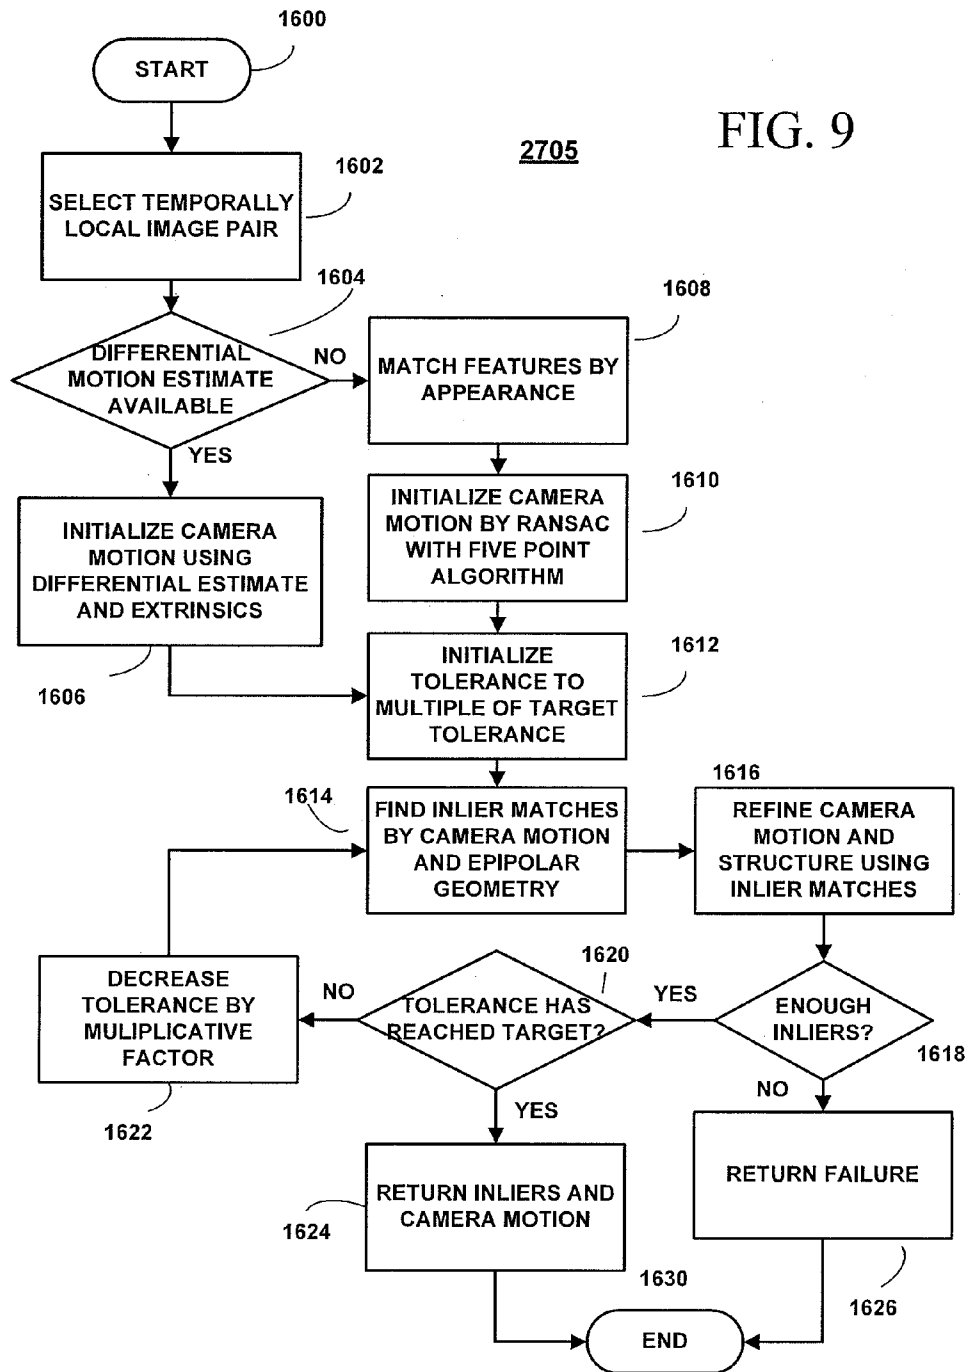 1600
START
FIG. 9
2705
1602
SELECT TEMPORALLY
LOCAL IMAGE PAIR
1604
1608
DIFFERENTIAL
MOTION ESTIMATE
AVAILABLE
NO
MATCH FEATURES BY
APPEARANCE
YES
1610
INITIALIZE CAMERA
MOTION BY RANSAC
WITH FIVE POINT
ALGORITHM
INITIALIZE CAMERA
MOTION USING
DIFFERENTIAL ESTIMATE
AND EXTRINSICS
1606
1612
INITIALIZE
TOLERANCE TO
MULTIPLE OF TARGET
TOLERANCE
1614
FIND INLIER MATCHES
BY CAMERA MOTION
AND EPIPOLAR
GEOMETRY
1616
REFINE CAMERA
MOTION AND
STRUCTURE USING
INLIER MATCHES
1620
DECREASE
TOLERANCE BY
MULIPLICATIVE
FACTOR
NO
TOLERANCE HAS
REACHED TARGET?
YES
ENOUGH
INLIERS?
1618
1622
YES
NO
RETURN INLIERS AND
CAMERA MOTION
1624
RETURN FAILURE
1626
1630
END